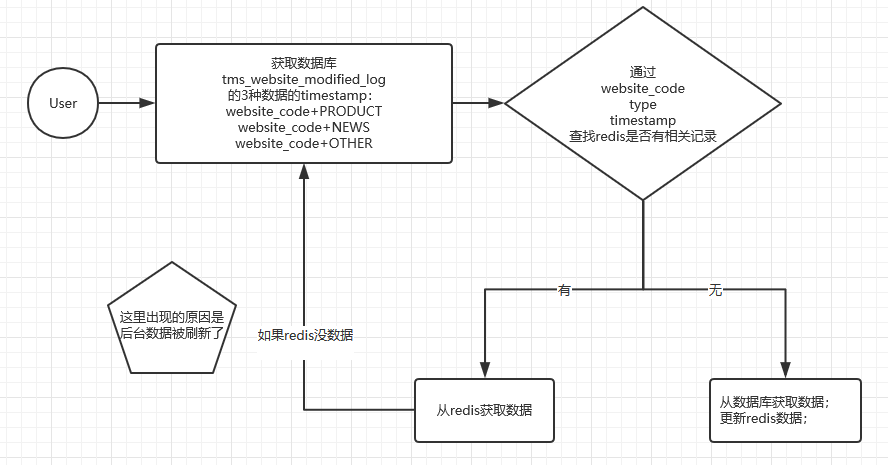 User
获取数据库
tms_website_modified_log
的3种数据的timestamp：
website_code+PRODUCT
website_code+NEWS
website_code+OTHER
通过
website_code
type
timestamp
查找redis是否有相关记录
有
无
这里出现的原因是
后台数据被刷新了
如果redis没数据
从redis获取数据
从数据库获取数据；
更新redis数据；